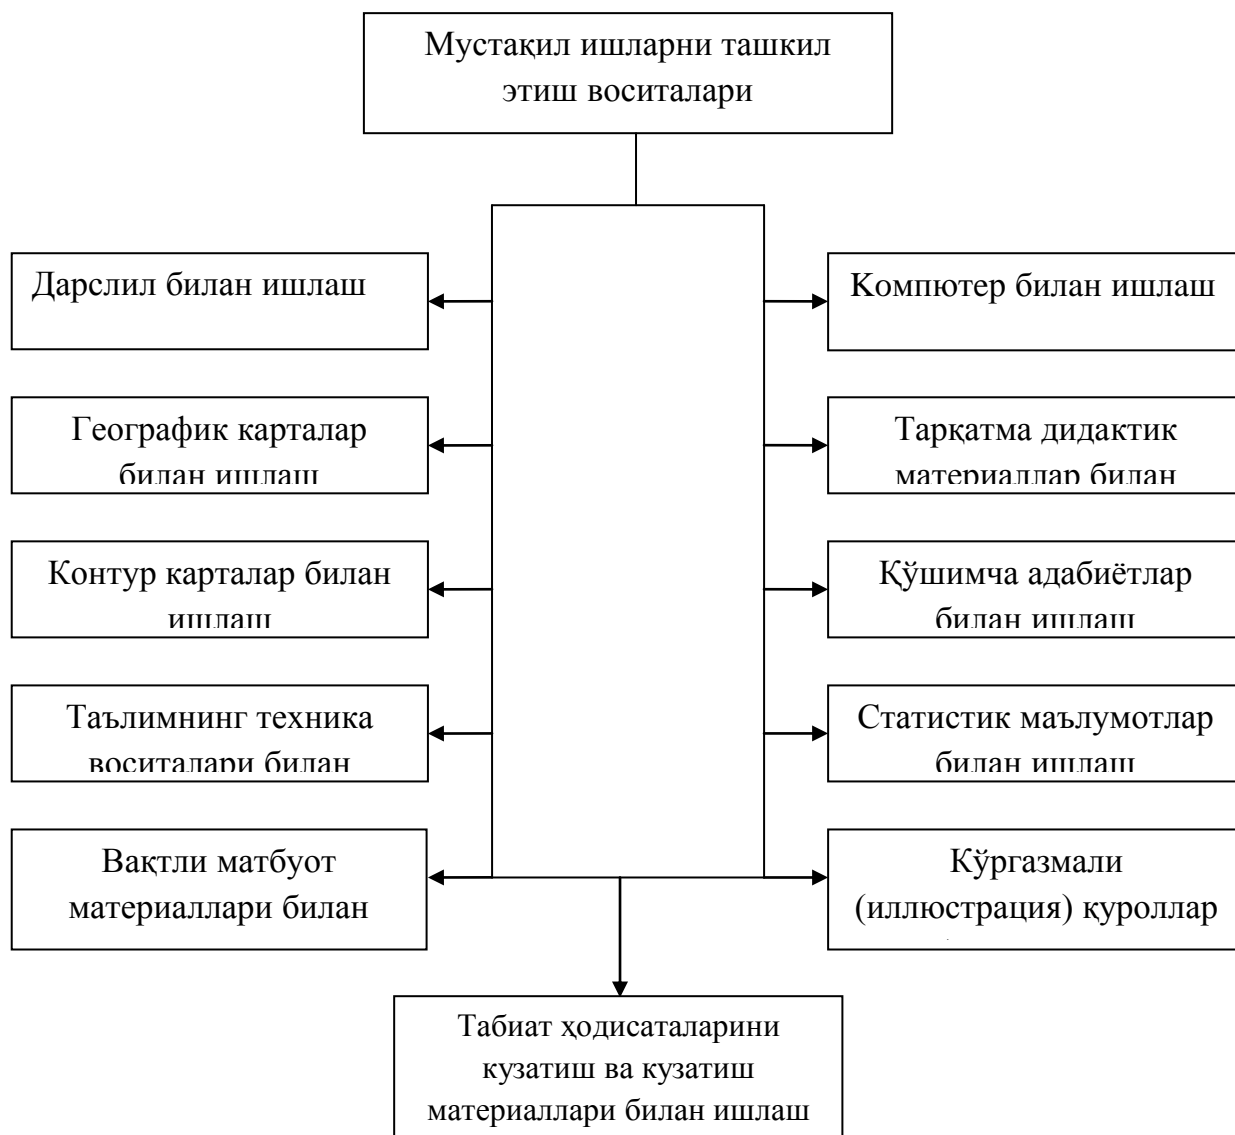 Мустақил ишларни ташкил
этиш воситалари
Дарслил билан ишлаш
Компютер билан ишлаш
Географик карталар
билан ишлаш
Тарқатма дидактик
материаллар билан
Контур карталар билан
ишлаш
Қўшимча адабиётлар
билан ишлаш
Таълимнинг техника
воситалари билан
Статистик маълумотлар
билан ишлаш
Вақтли матбуот
материаллари билан
Кўргазмали
(иллюстрация) қуроллар
Табиат ҳодисаталарини
кузатиш ва кузатиш
материаллари билан ишлаш